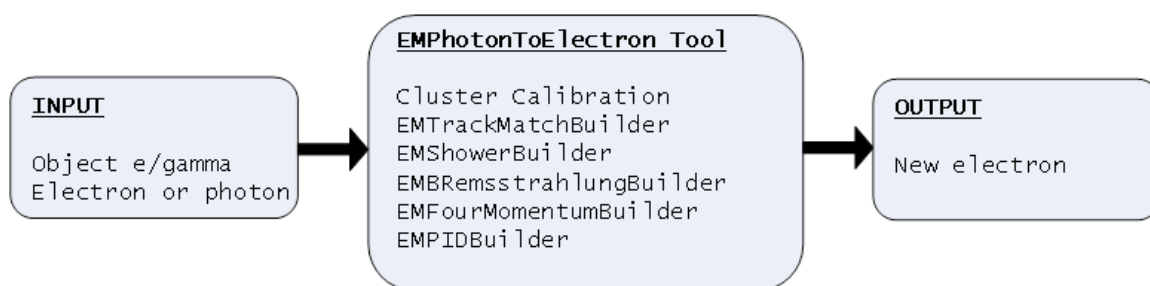 INPUT
Object e/gamma
Electron or photon
EMPhotonToElectron Tool
Cluster Calibration
EMTrackMatchBuilder
EMShowerBuilder
EMBRemsstrahlungBuilder
EMFourMomentumBuilder
EMPIDBuilder
OUTPUT
New electron